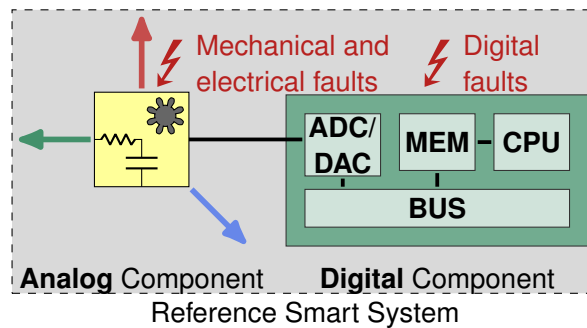 Mechanical and
electrical faults
Digital
faults
ADC/
DAC
MEM
CPU
BUS
Analog Component
Digital Component
Reference Smart System